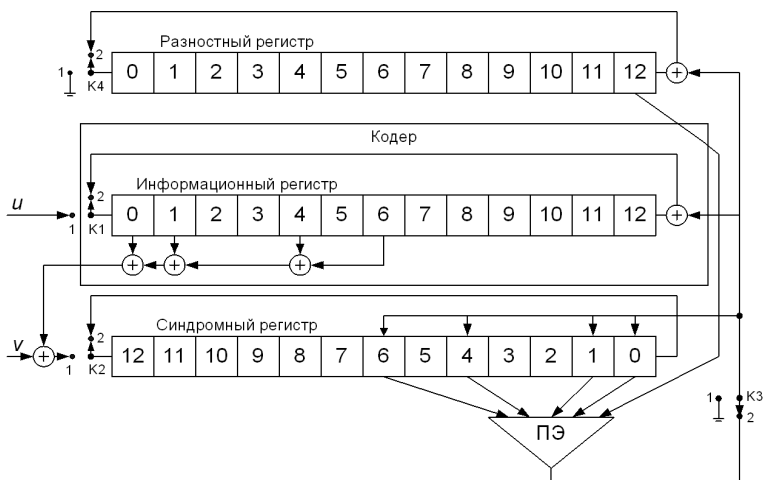 Разностный регистр
2
1
К4
0 1 2 3 4 5 6 7 8 9 10 11 12
Кодер
Информационный регистр
u
2
1
К1
0 1 2 3 4 5 6 7 8 9 10 11 12
Синдромный регистр
v
2
1
К2
12 11 10 9 8 7 6 5 4 3 2 1 0
1
К3
2
ПЭ